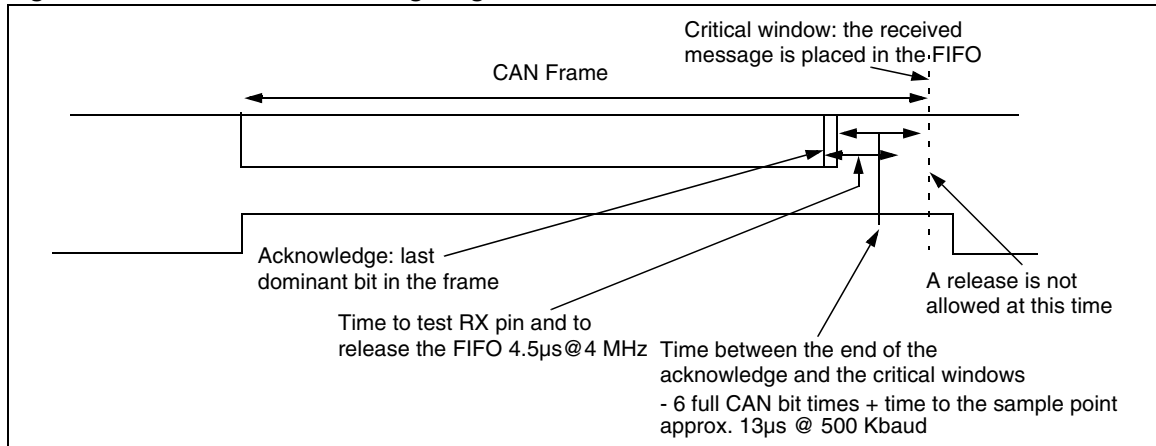 Critical window: the received
message is placed in the FIFO
CAN Frame
Acknowledge: last
dominant bit in the frame
A release is not
allowed at this time
Time to test RX pin and to
release the FIFO 4.5µs@4 MHz
Time between the end of the
acknowledge and the critical windows
- 6 full CAN bit times + time to the sample point
approx. 13µs @ 500 Kbaud